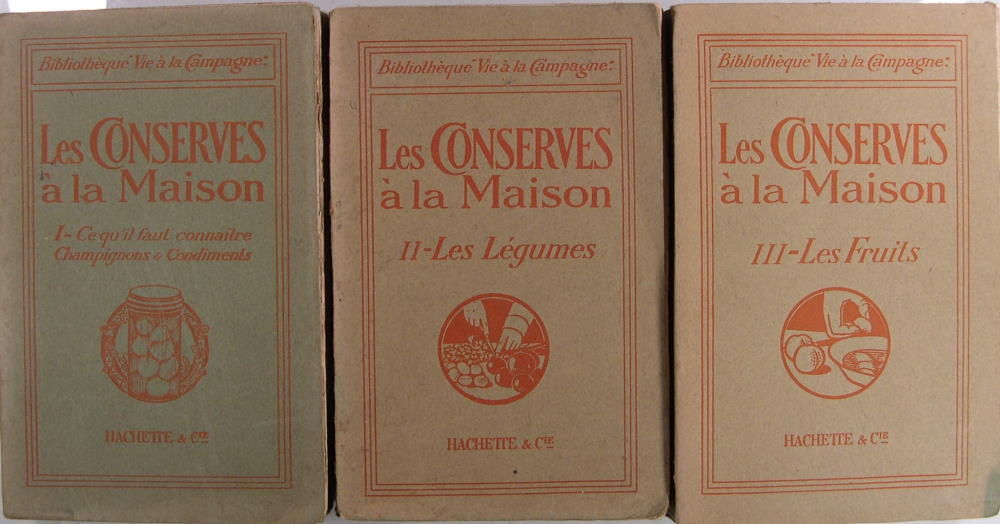 Bibliothèque "Vie à la Campagne".
Les CONSERVES
à la Maison
I- Ce qu'il faut connaître
Champignons & Condiments
HACHETTE & CIE
Bibliothèque "Vie à la Campagne".
Les CONSERVES
à la Maison
II-Les Légumes
HACHETTE & CIE
Bibliothèque "Vie à la Campagne".
Les CONSERVES
à la Maison
III-Les Fruits
HACHETTE & CIE